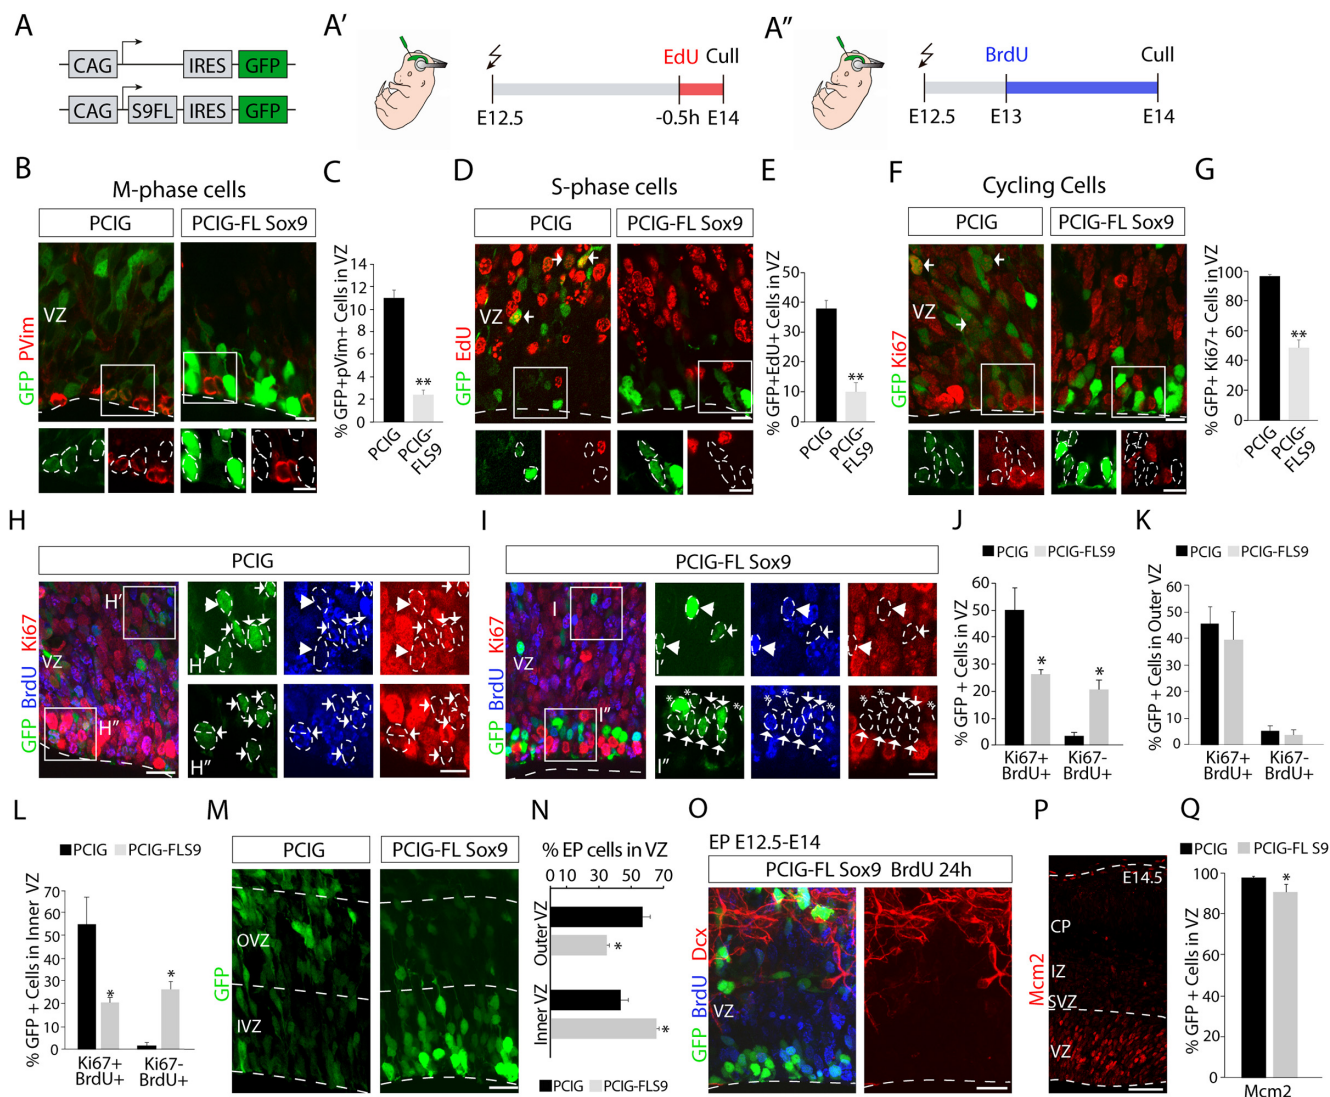 A
CAG IRES GFP
CAG S9FL IRES GFP
A′
EdU Cull
E12.5 -0.5h E14
A″
BrdU Cull
E12.5 E13 E14
B
M-phase cells
PCIG PCIG-FL Sox9
GFP PVim
VZ
C
% GFP+pVim+ Cells in VZ
14
12
10
8
6
4
2
0
**
PCIG PCIG-FLS9
D
S-phase cells
PCIG PCIG-FL Sox9
GFP EdU
VZ
E
% GFP+EdU+ Cells in VZ
50
40
30
20
10
0
**
PCIG PCIG-FLS9
F
Cycling Cells
PCIG PCIG-FL Sox9
GFP Ki67
VZ
G
% GFP+ Ki67+ Cells in VZ
100
80
60
40
20
0
**
PCIG PCIG-FLS9
H
PCIG
GFP BrdU Ki67
VZ
H′
H″
H′
H″
I
PCIG-FL Sox9
GFP BrdU Ki67
VZ
I
I″
I′
* * * * * *
I″
J
PCIG PCIG-FLS9
% GFP + Cells in VZ
60
50
40
30
20
10
0
* *
Ki67+ Ki67-
BrdU+ BrdU+
K
PCIG PCIG-FLS9
% GFP + Cells in Outer VZ
60
50
40
30
20
10
0
Ki67+ Ki67-
BrdU+ BrdU+
L
PCIG PCIG-FLS9
% GFP + Cells in Inner VZ
70
60
50
40
30
20
10
0
* *
Ki67+ Ki67-
BrdU+ BrdU+
M
PCIG PCIG-FL Sox9
GFP
OVZ
IVZ
N
% EP cells in VZ
0 10 30 50 70
Outer VZ
*
Inner VZ
*
PCIG
PCIG-FLS9
O
EP E12.5-E14
PCIG-FL Sox9 BrdU 24h
GFP BrdU Dcx
VZ
P
Mcm2
E14.5
CP
IZ
SVZ
VZ
Q
PCIG
PCIG-FL S9
% GFP + Cells in VZ
100
80
60
40
20
0
*
Mcm2